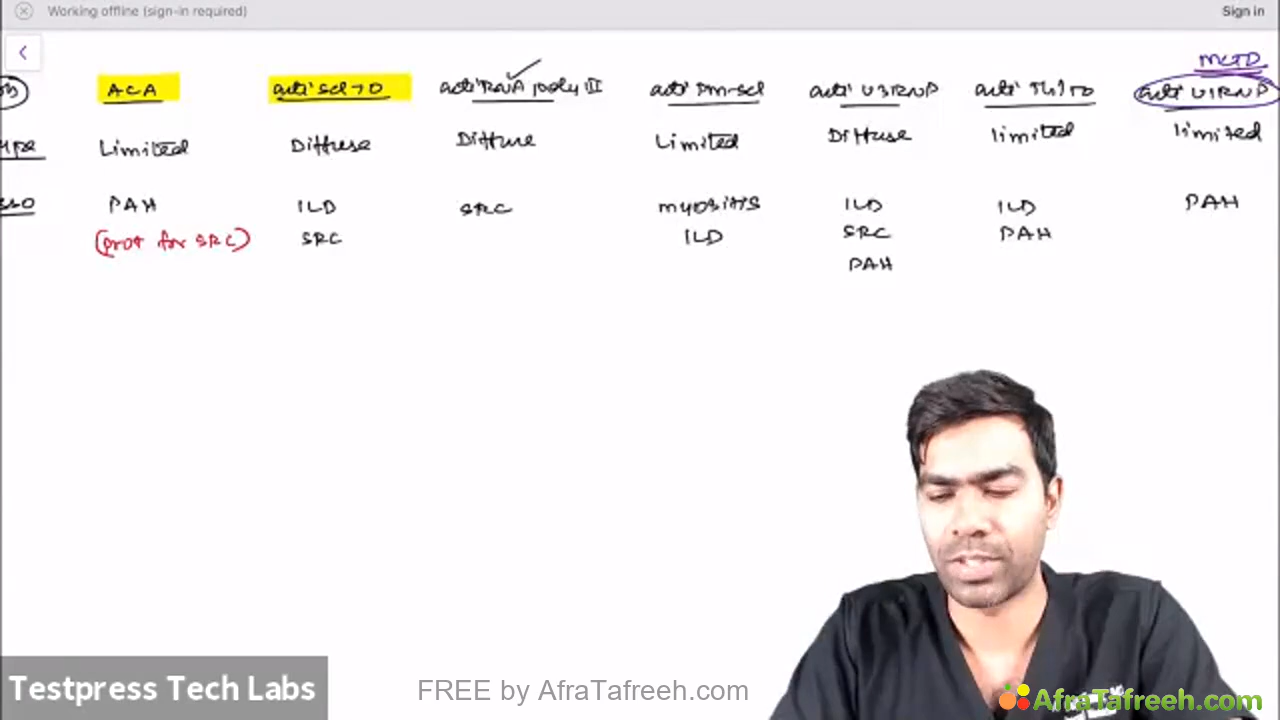 Working offline (sign-in required)
Sign in
MCTD
ACA anti Scl 70 anti RNA poly III anti Pm-Scl anti U3RNP anti Th/To anti U1RNP
Limited Diffuse Diffuse Limited Diffuse limited limited
PAH ILD SRC myositis ILD ILD PAH
(prot for SRC) SRC ILD SRC PAH
PAH
Testpress Tech Labs
FREE by AfraTafreeh.com
AfraTafreeh.com